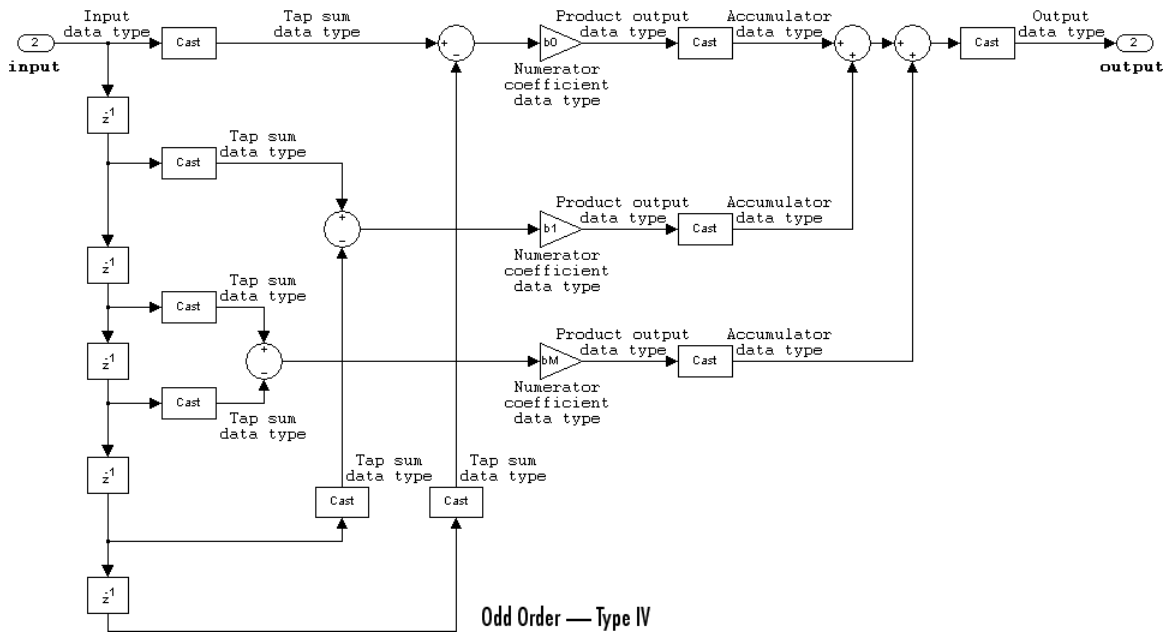 Input
data type
Tap sum
data type
Product output
data type
Accumulator
data type
Output
data type
2
input
Cast
+
−
b0
Cast
+
+
+
+
Cast
2
output
Numerator
coefficient
data type
z-1
Tap sum
data type
Cast
Product output
data type
Accumulator
data type
+
−
b1
Cast
Numerator
coefficient
data type
z-1
Tap sum
data type
Cast
Product output
data type
Accumulator
data type
z-1
+
−
bM
Cast
Numerator
coefficient
data type
Cast
Tap sum
data type
z-1
Tap sum
data type
Tap sum
data type
Cast
Cast
z-1
Odd Order — Type IV